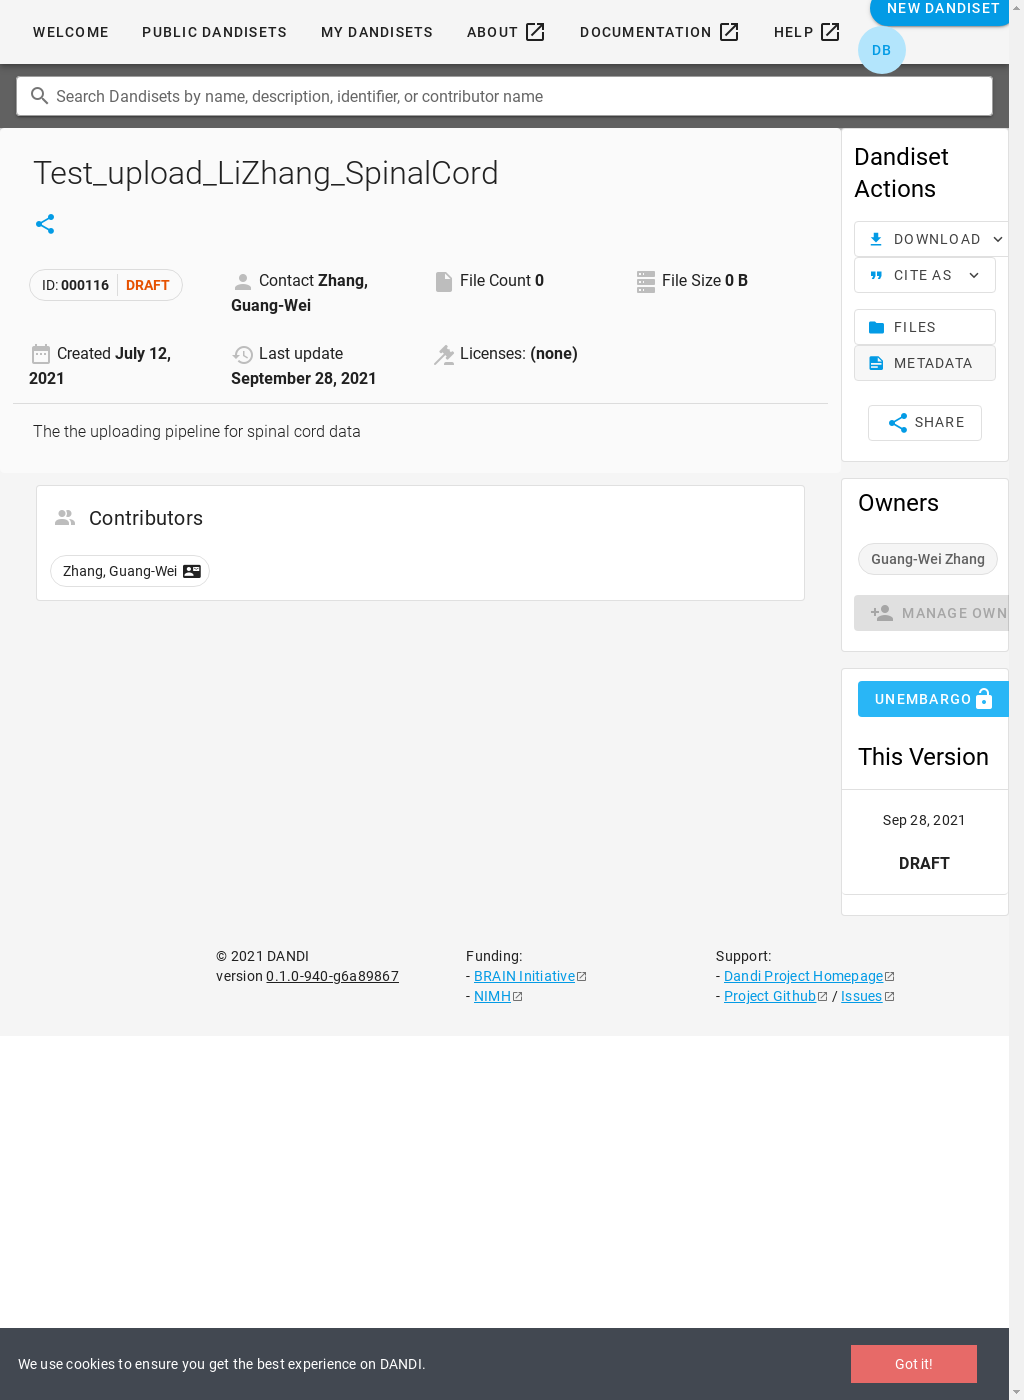 WELCOME PUBLIC DANDISETS MY DANDISETS ABOUT DOCUMENTATION HELP NEW DANDISET
DB
Search Dandisets by name, description, identifier, or contributor name
Test_upload_LiZhang_SpinalCord
ID: 000116 DRAFT
Contact Zhang,
Guang-Wei
File Count 0
File Size 0 B
Created July 12,
2021
Last update
September 28, 2021
Licenses: (none)
The the uploading pipeline for spinal cord data
Contributors
Zhang, Guang-Wei
Dandiset
Actions
DOWNLOAD
CITE AS
FILES
METADATA
SHARE
Owners
Guang-Wei Zhang
MANAGE OWN
UNEMBARGO
This Version
Sep 28, 2021
DRAFT
© 2021 DANDI
version 0.1.0-940-g6a89867
Funding:
- BRAIN Initiative
- NIMH
Support:
- Dandi Project Homepage
- Project Github / Issues
We use cookies to ensure you get the best experience on DANDI.
Got it!